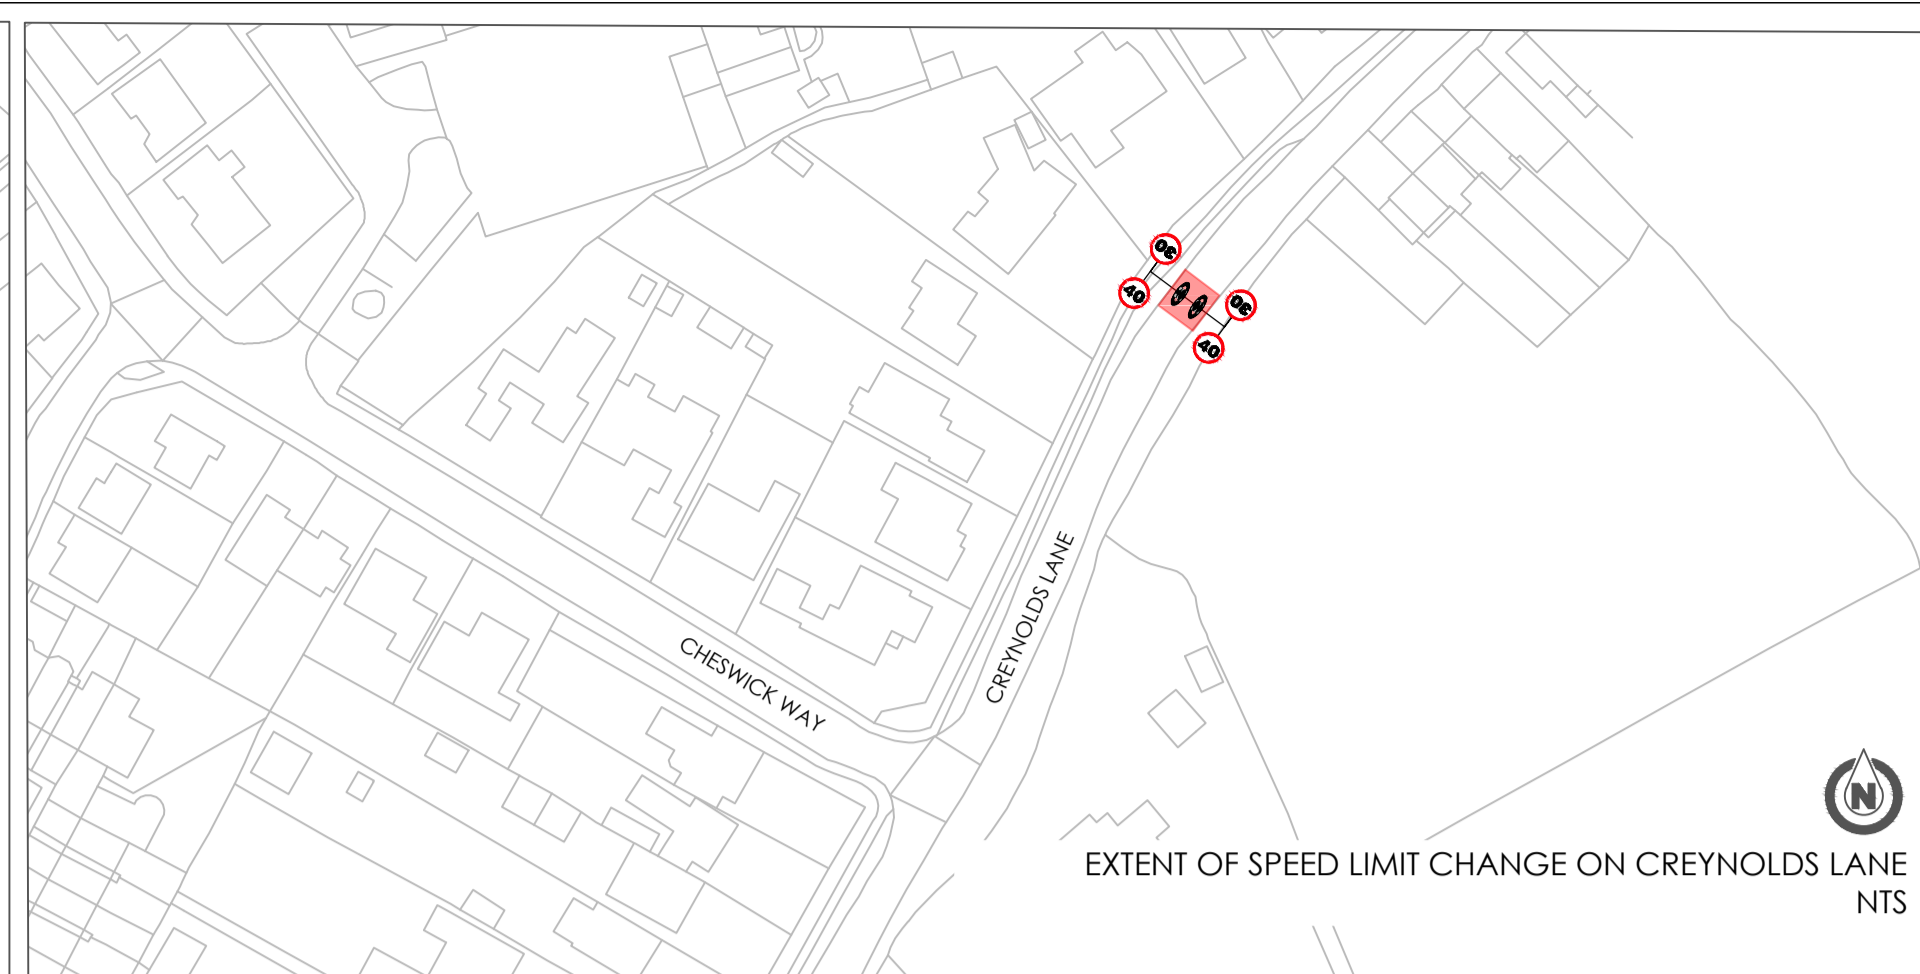 30
40
30
40
CREYNOLDS LANE
CHESWICK WAY
N
EXTENT OF SPEED LIMIT CHANGE ON CREYNOLDS LANE
NTS